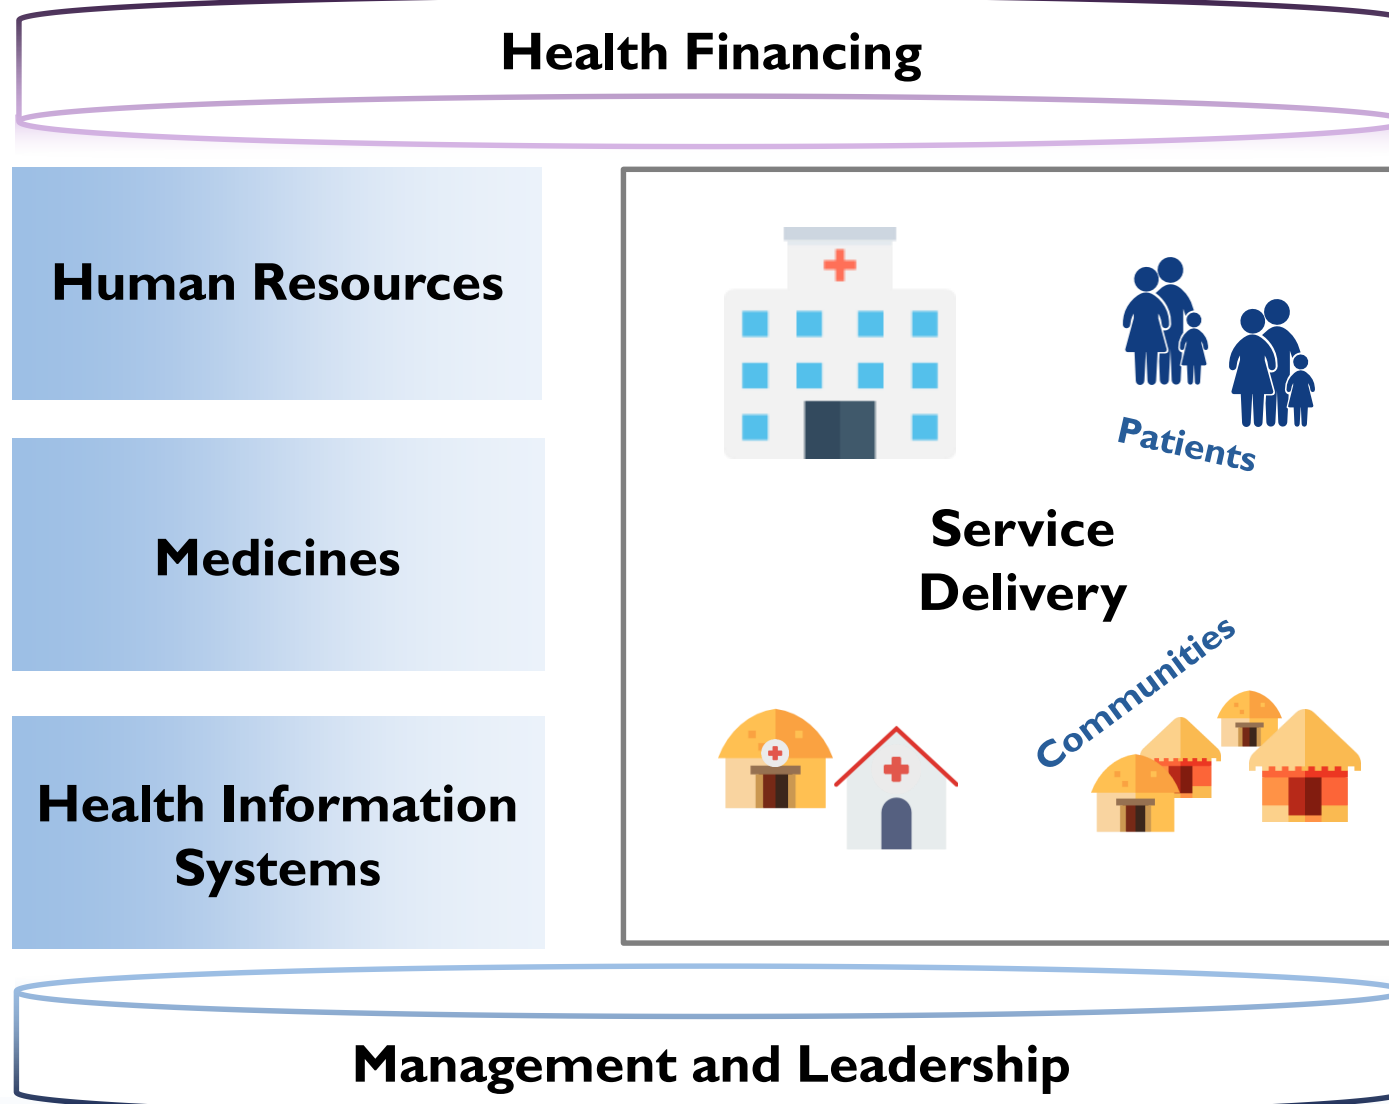 Health Financing
Human Resources
Medicines
Health Information
Systems
Patients
Service
Delivery
Communities
Management and Leadership